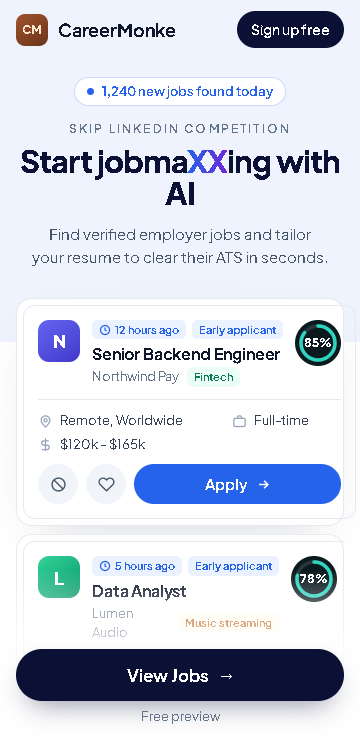 CM CareerMonke Sign up free
1,240 new jobs found today
SKIP LINKEDIN COMPETITION
Start jobmaXXing with
AI
Find verified employer jobs and tailor
your resume to clear their ATS in seconds.
N 12 hours ago Early applicant 85%
Senior Backend Engineer
Northwind Pay Fintech
Remote, Worldwide Full-time
$120k - $165k
Apply →
L 5 hours ago Early applicant 78%
Data Analyst
Lumen
Audio Music streaming
View Jobs →
Free preview